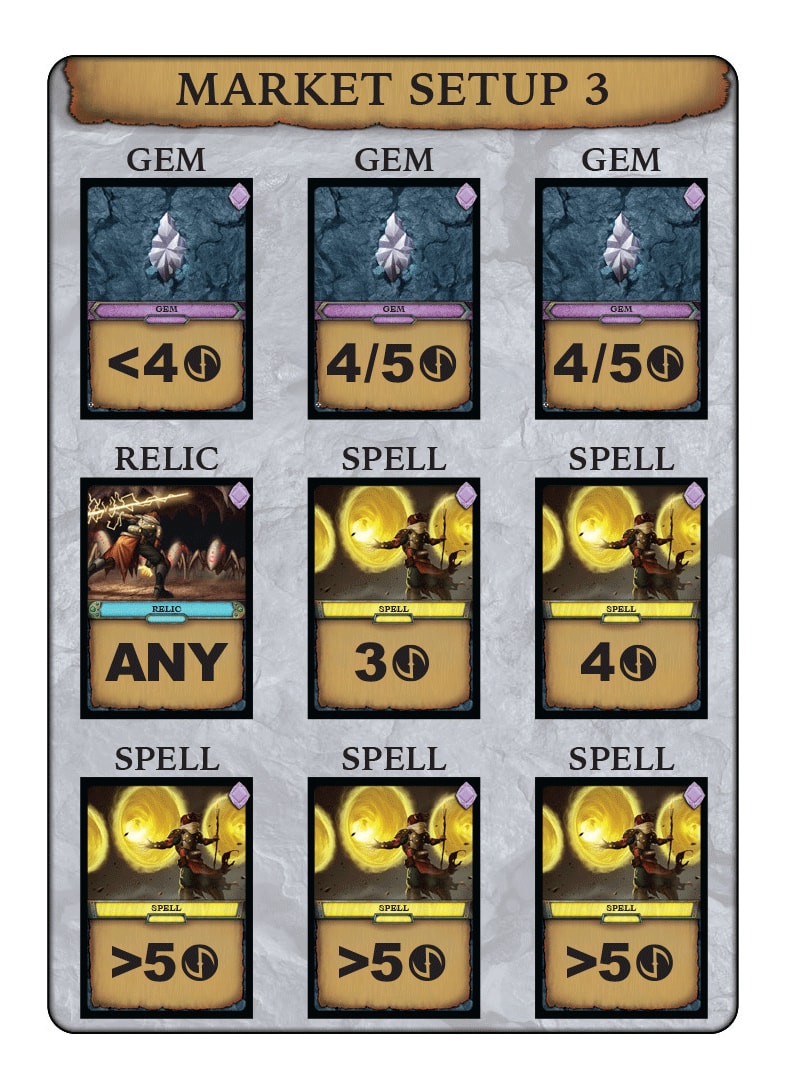 MARKET SETUP 3
GEM GEM GEM
GEM GEM GEM
<4 4/5 4/5
RELIC SPELL SPELL
RELIC SPELL SPELL
ANY 3 4
SPELL SPELL SPELL
SPELL SPELL SPELL
>5 >5 >5